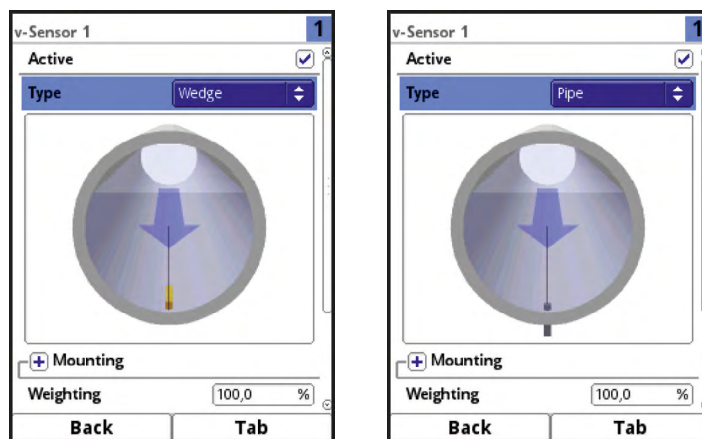 v-Sensor 1 1
Active
Type Wedge
Mounting
Weighting 100,0 %
Back Tab
v-Sensor 1 1
Active
Type Pipe
Mounting
Weighting 100,0 %
Back Tab